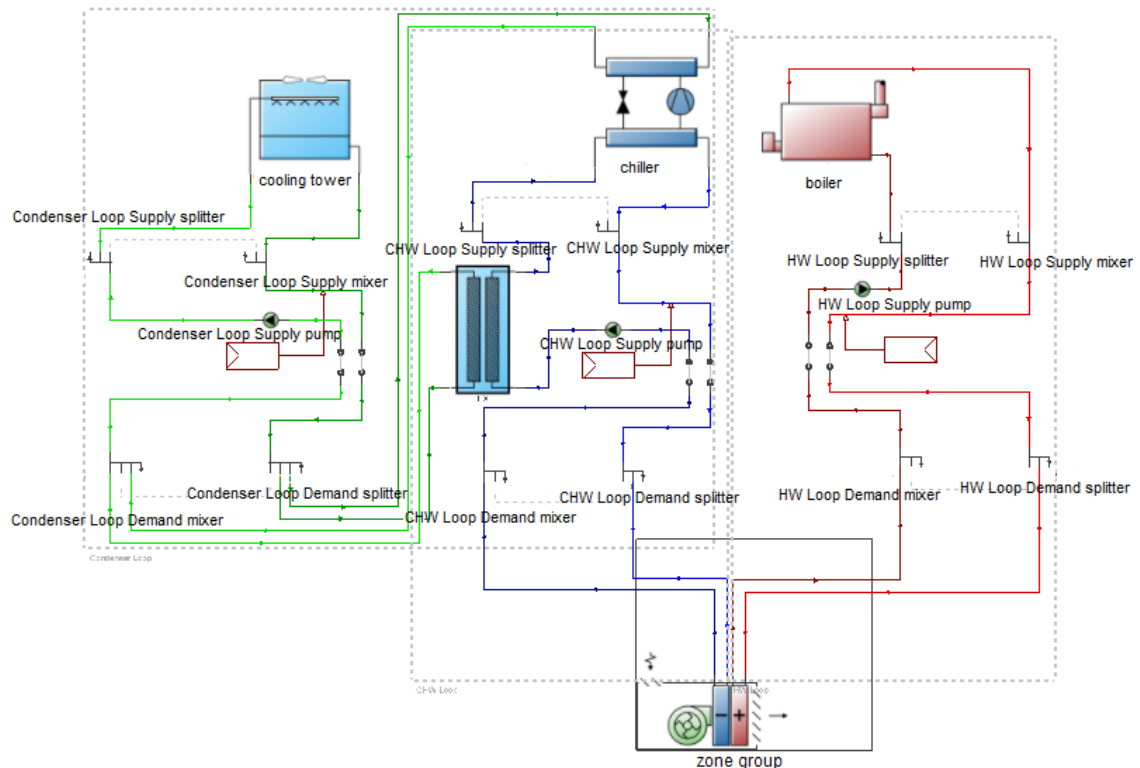 cooling tower
chiller
boiler
Condenser Loop Supply splitter
Condenser Loop Supply mixer
CHW Loop Supply splitter
CHW Loop Supply mixer
HW Loop Supply splitter
HW Loop Supply mixer
Condenser Loop Supply pump
CHW Loop Supply pump
HW Loop Supply pump
Condenser Loop Demand splitter
Condenser Loop Demand mixer
CHW Loop Demand splitter
CHW Loop Demand mixer
HW Loop Demand mixer
HW Loop Demand splitter
Condenser Loop
CHW Loop
HW Loop
zone group